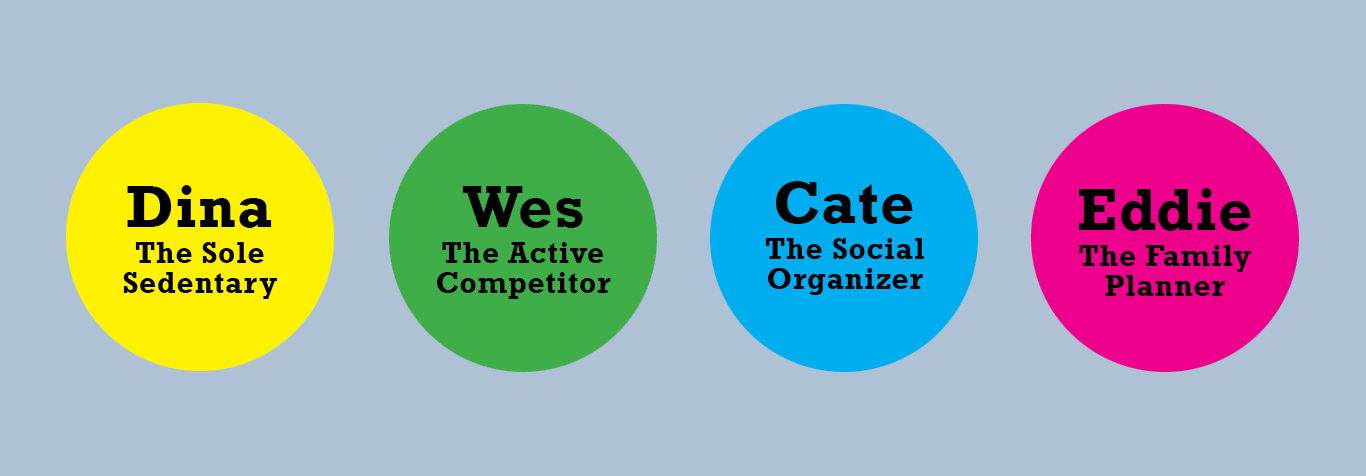 Dina
The Sole
Sedentary
Wes
The Active
Competitor
Cate
The Social
Organizer
Eddie
The Family
Planner